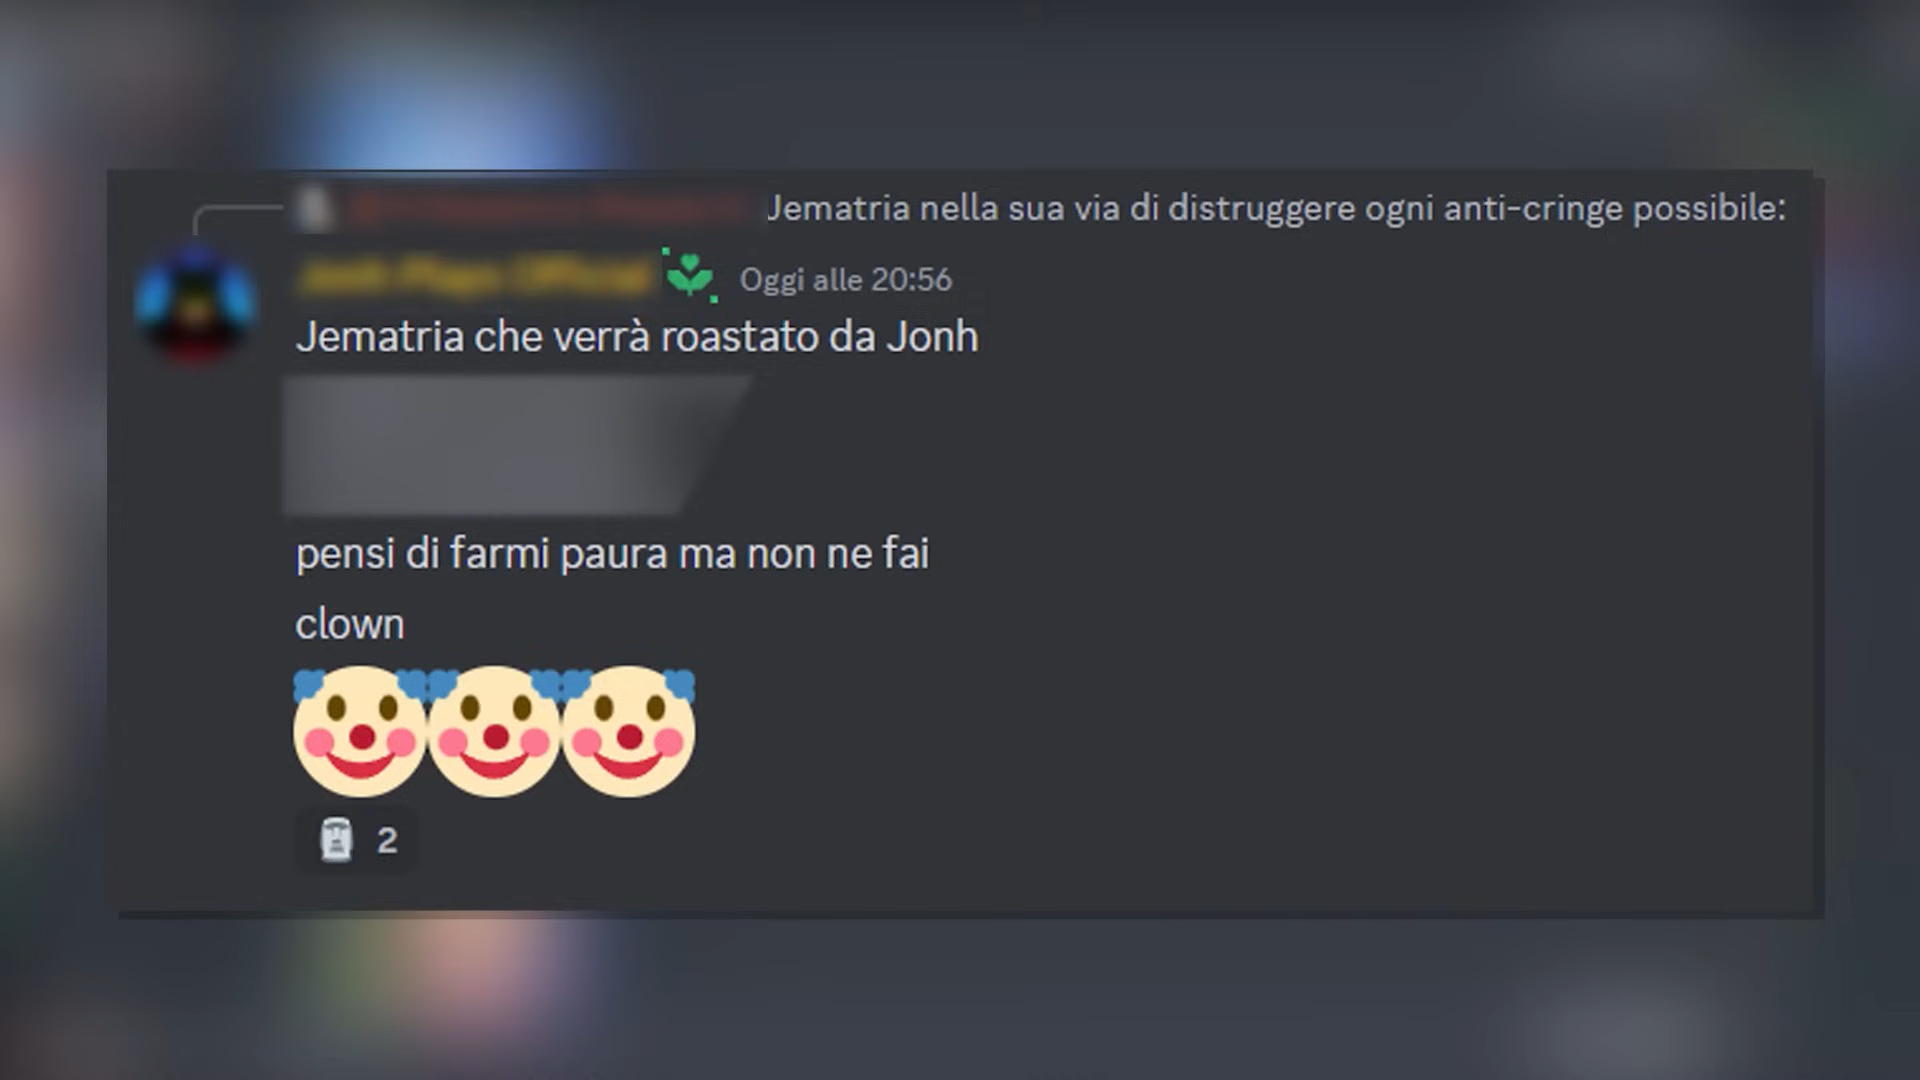 Jematria nella sua via di distruggere ogni anti-cringe possibile:
Oggi alle 20:56
Jematria che verrà roastato da Jonh
pensi di farmi paura ma non ne fai
clown
2